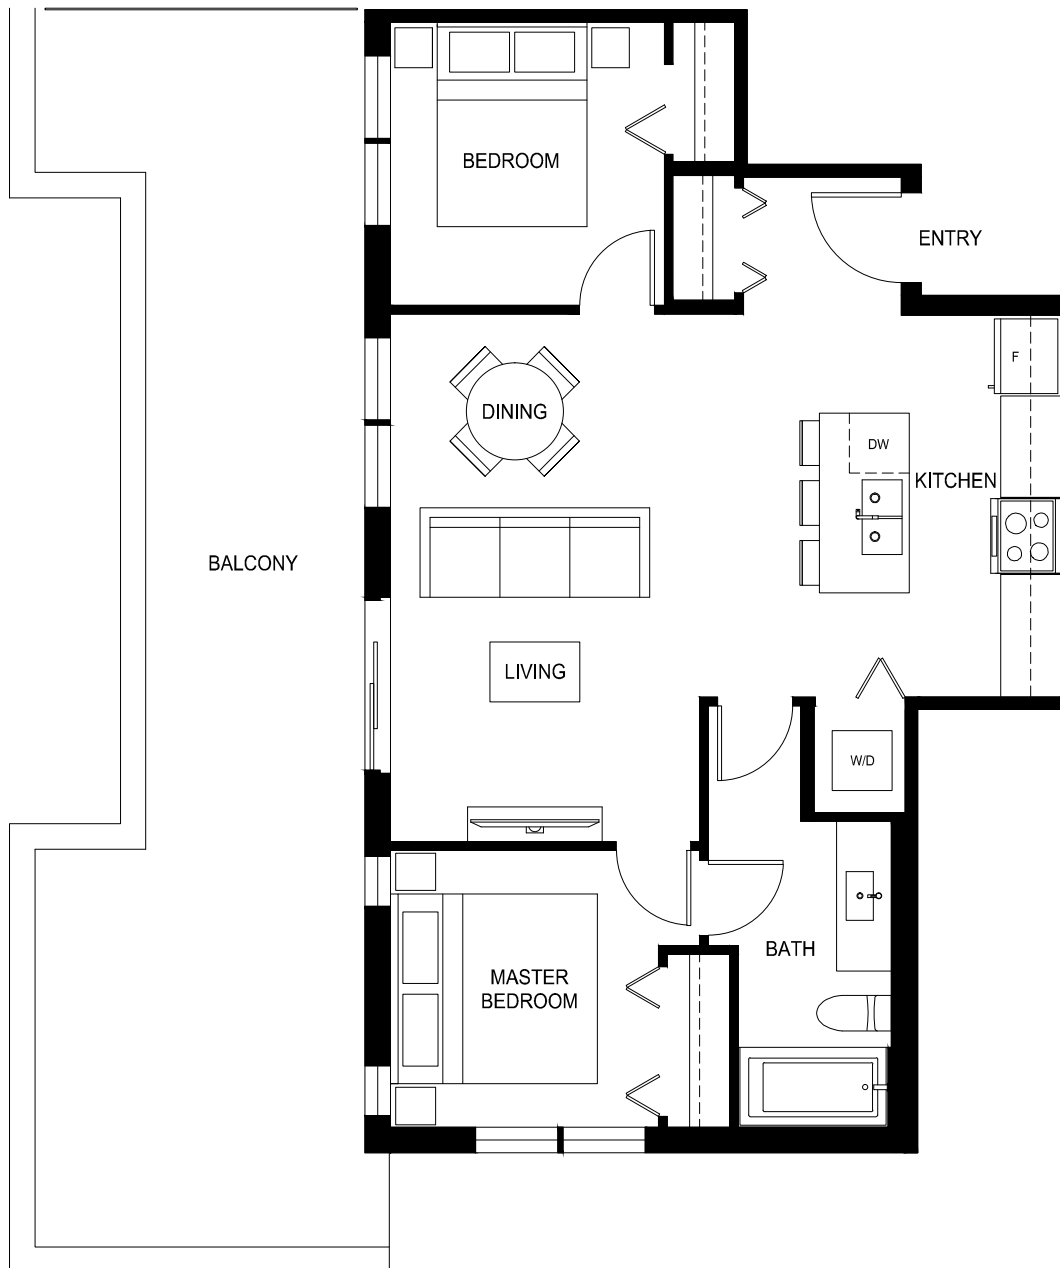 BEDROOM
ENTRY
F
DINING
DW
KITCHEN
BALCONY
LIVING
W/D
BATH
MASTER
BEDROOM